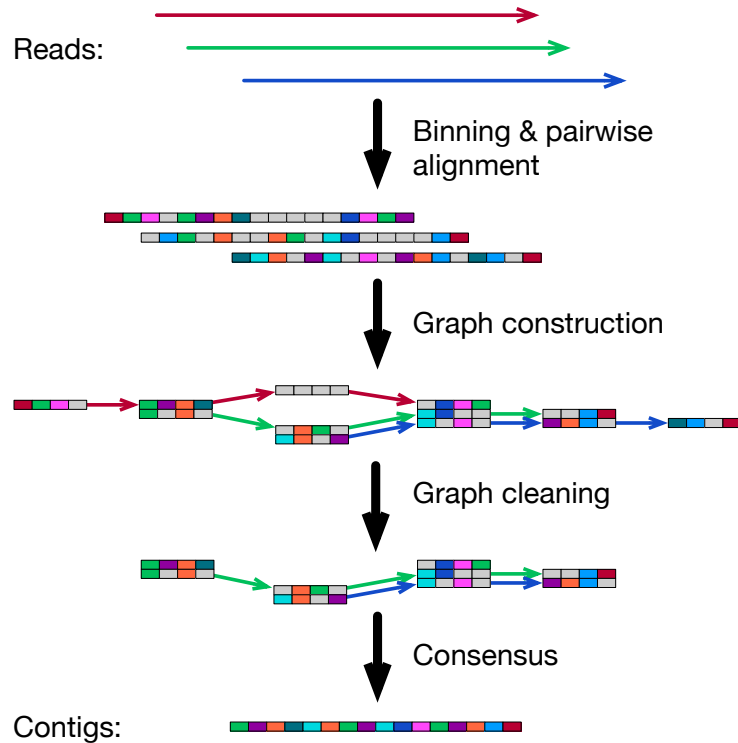 Reads:
Binning & pairwise
alignment
Graph construction
Graph cleaning
Consensus
Contigs: